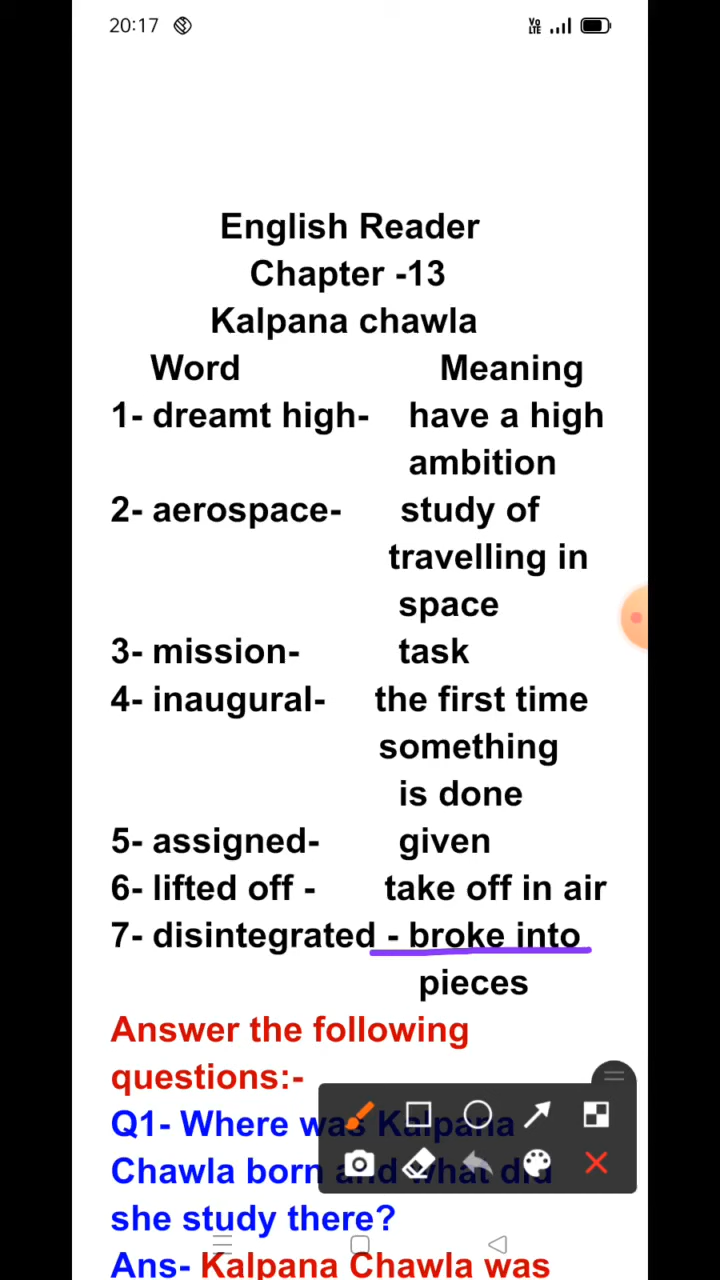 20:17
Vo
LTE
English Reader
Chapter -13
Kalpana chawla
Word Meaning
1- dreamt high- have a high
ambition
2- aerospace- study of
travelling in
space
3- mission- task
4- inaugural- the first time
something
is done
5- assigned- given
6- lifted off - take off in air
7- disintegrated - broke into
pieces
Answer the following
questions:-
Q1- Where was Kalpana
Chawla born and what did
she study there?
Ans- Kalpana Chawla was